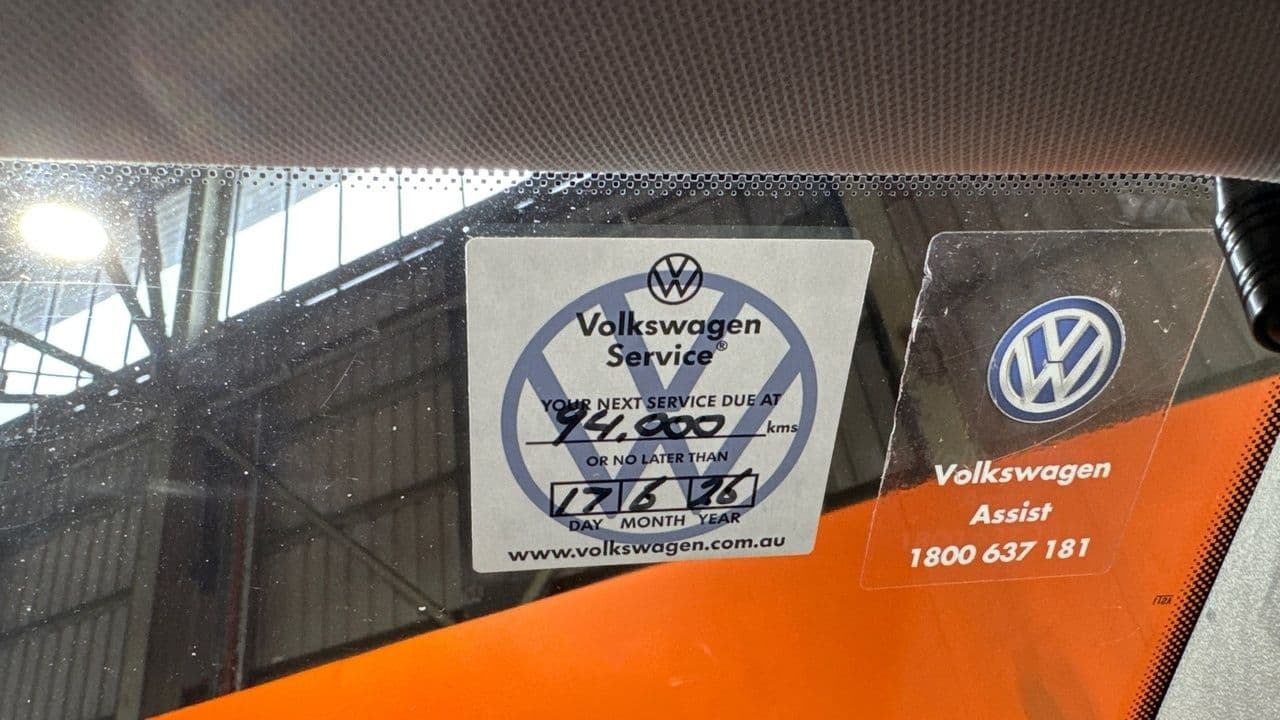 Volkswagen
Service®
YOUR NEXT SERVICE DUE AT
94,000 kms
OR NO LATER THAN
17 6 26
DAY MONTH YEAR
www.volkswagen.com.au
Volkswagen
Assist
1800 637 181